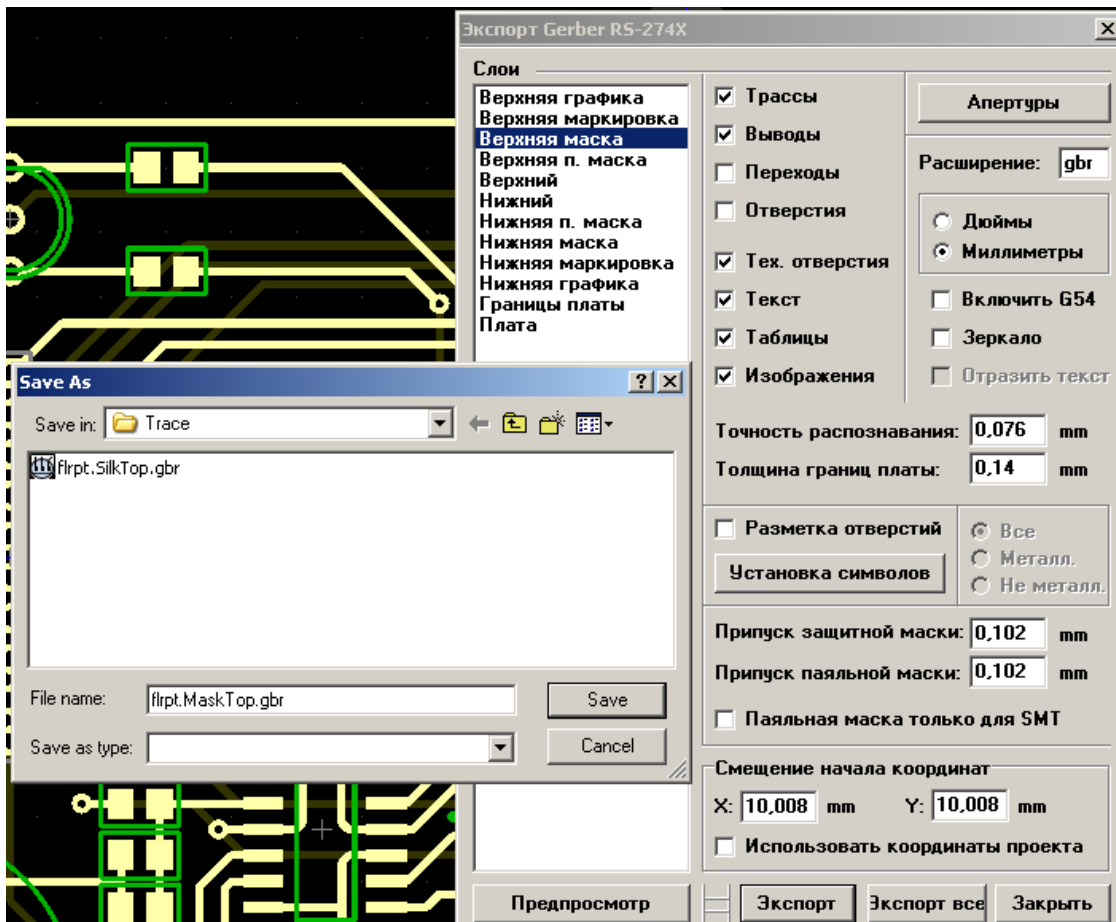 Экспорт Gerber RS-274X
Слои
Верхняя графика
Верхняя маркировка
Верхняя маска
Верхняя п. маска
Верхний
Нижний
Нижняя п. маска
Нижняя маска
Нижняя маркировка
Нижняя графика
Границы платы
Плата
Трассы
Выводы
Переходы
Отверстия
Тех. отверстия
Текст
Таблицы
Изображения
Апертуры
Расширение: gbr
Дюймы
Миллиметры
Включить G54
Зеркало
Отразить текст
Точность распознавания: 0,076 mm
Толщина границ платы: 0,14 mm
Разметка отверстий
Установка символов
Все
Металл.
Не металл.
Припуск защитной маски: 0,102 mm
Припуск паяльной маски: 0,102 mm
Паяльная маска только для SMT
Смещение начала координат
X: 10,008 mm Y: 10,008 mm
Использовать координаты проекта
Предпросмотр
Экспорт
Экспорт все
Закрыть
Save As
Save in: Trace
flrpt.SilkTop.gbr
File name: flrpt.MaskTop.gbr
Save
Save as type:
Cancel